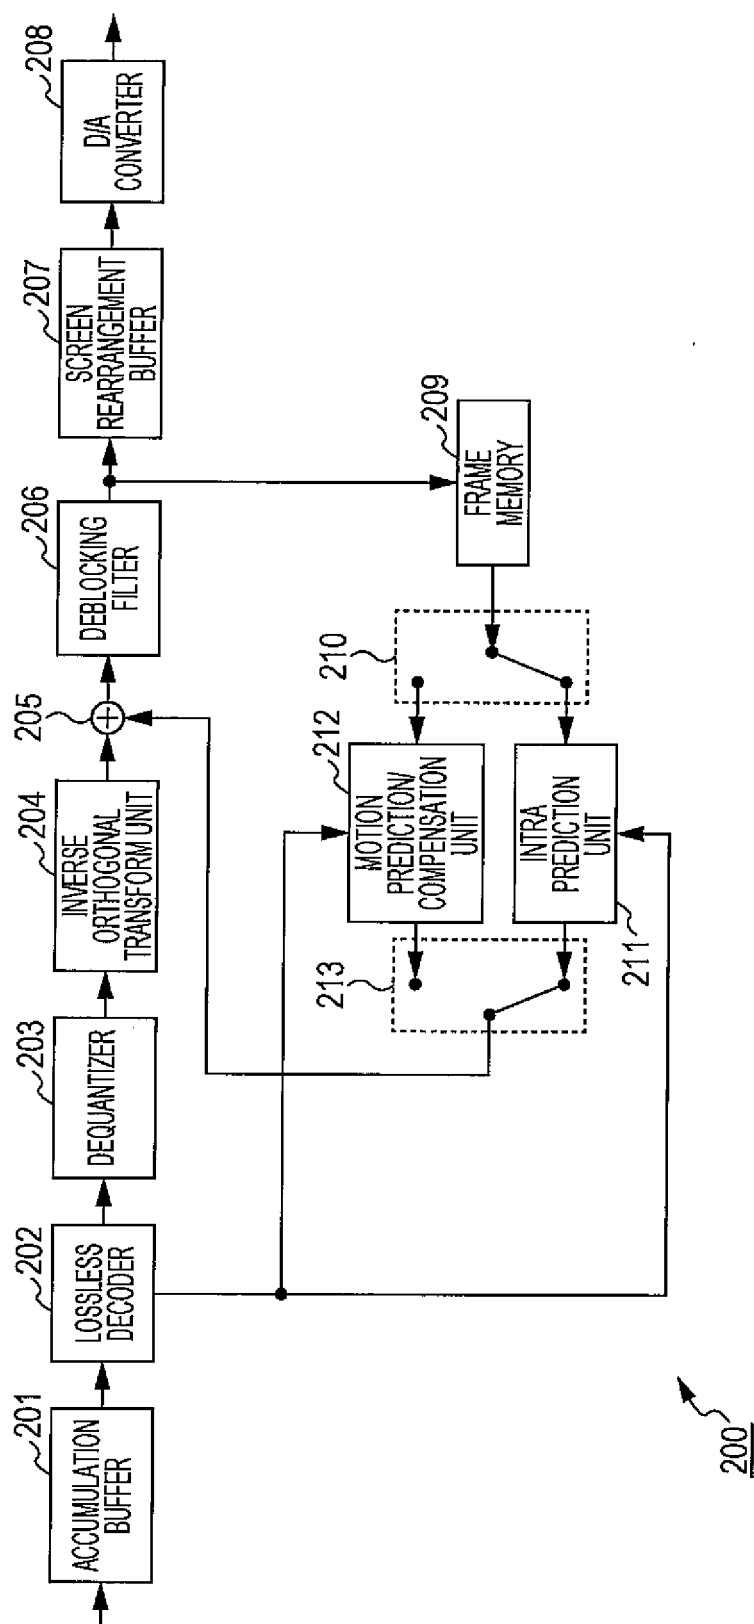 201
ACCUMULATION
BUFFER
202
LOSSLESS
DECODER
203
DEQUANTIZER
204
INVERSE
ORTHOGONAL
TRANSFORM UNIT
205
206
DEBLOCKING
FILTER
207
SCREEN
REARRANGEMENT
BUFFER
208
D/A
CONVERTER
209
FRAME
MEMORY
210
212
MOTION
PREDICTION/
COMPENSATION
UNIT
213
INTRA
PREDICTION
UNIT
211
200